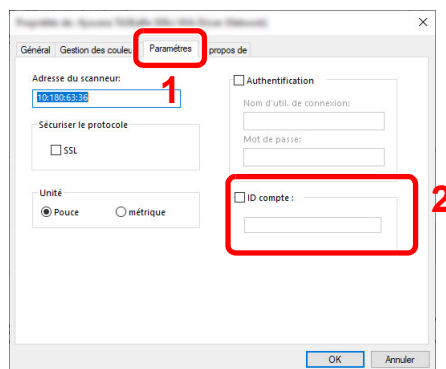 Général Gestion des couleu Paramètres propos de
1
Adresse du scanneur:
10:180:63:36
Sécuriser le protocole
SSL
Unité
Pouce métrique
Authentification
Nom d'util. de connexion:
Mot de passe:
ID compte :
2
OK Annuler